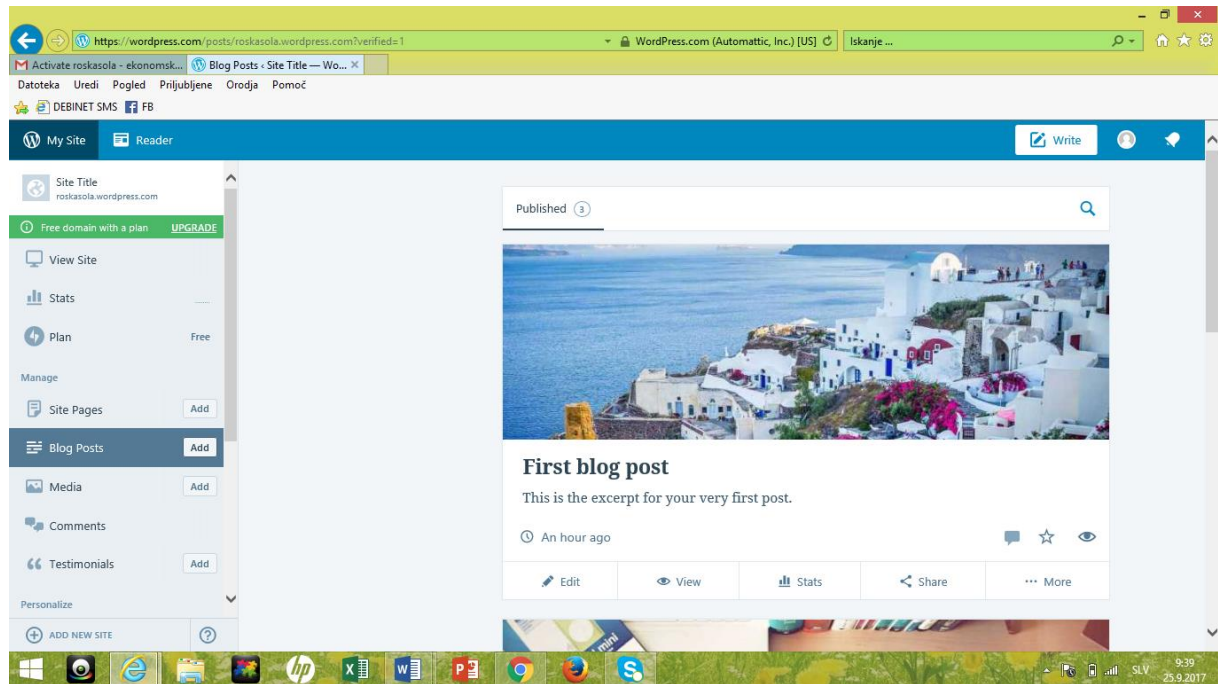 https://wordpress.com/posts/roskasola.wordpress.com?verified=1
WordPress.com (Automattic, Inc.) [US]
Iskanje ...
Activate roskasola - ekonomsk...
Blog Posts ‹ Site Title — Wo...
Datoteka Uredi Pogled Priljubljene Orodja Pomoč
DEBINET SMS FB
My Site Reader Write
Site Title
roskasola.wordpress.com
Free domain with a plan UPGRADE
View Site
Stats
Plan Free
Manage
Site Pages Add
Blog Posts Add
Media Add
Comments
Testimonials Add
Personalize
ADD NEW SITE
Published 3
First blog post
This is the excerpt for your very first post.
An hour ago
Edit View Stats Share More
mini
SLV
9:39
25.9.2017